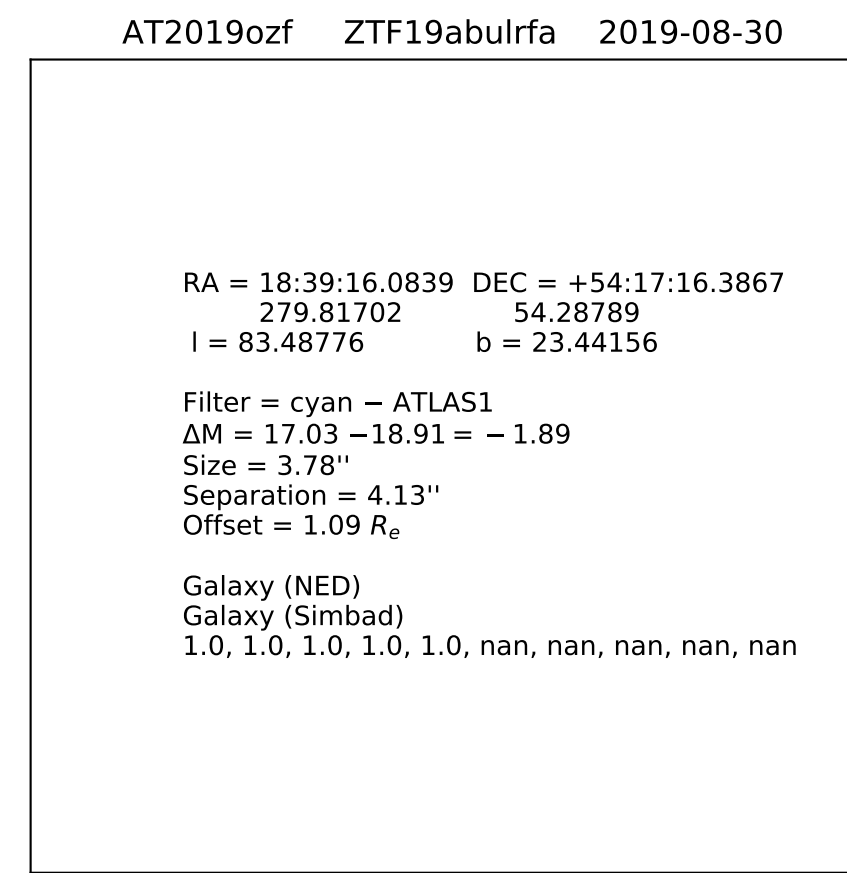 AT2019ozf ZTF19abulrfa 2019-08-30
RA = 18:39:16.0839 DEC = +54:17:16.3867
279.81702 54.28789
l = 83.48776 b = 23.44156
Filter = cyan − ATLAS1
ΔM = 17.03 −18.91 = − 1.89
Size = 3.78''
Separation = 4.13''
Offset = 1.09 Re
Galaxy (NED)
Galaxy (Simbad)
1.0, 1.0, 1.0, 1.0, 1.0, nan, nan, nan, nan, nan